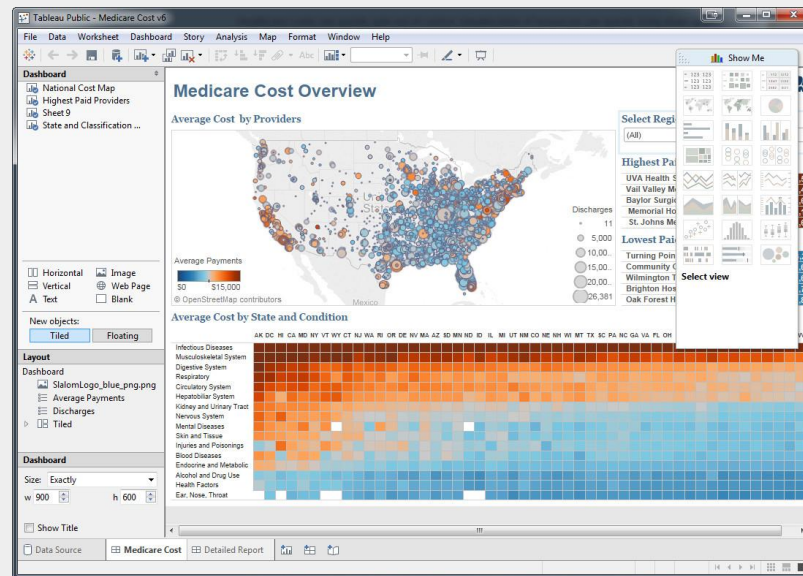 Tableau Public - Medicare Cost v6
File Data Worksheet Dashboard Story Analysis Map Format Window Help
Abc
Dashboard
National Cost Map
Highest Paid Providers
Sheet 9
State and Classification ...
Horizontal Image
Vertical Web Page
A Text Blank
New objects:
Tiled Floating
Layout
Dashboard
SlalomLogo_blue_png.png
Average Payments
Discharges
Tiled
Dashboard
Size: Exactly
w 900 h 600
Show Title
Medicare Cost Overview
Average Cost by Providers
Average Payments
$0 $15,000
© OpenStreetMap contributors
Mexico
Discharges
11
5,000
10,00..
15,00..
20,00..
26,381
Select Regi
(All)
Highest Pa
UVA Health S
Vail Valley M
Baylor Surgi
Memorial Ho
St. Johns Me
Lowest Pai
Turning Poin
Community C
Wilmington T
Brighton Hos
Oak Forest H
Show Me
Select view
Average Cost by State and Condition
AK DC HI CA MD NY VT WY CT NJ WA RI OR DE NV MA AZ SD MN ND ID IL MI UT NM CO NE NH WI MT TX SC PA NC GA VA FL OH
Infectious Diseases
Musculoskeletal System
Digestive System
Respiratory
Circulatory System
Hepatobiliar System
Kidney and Urinary Tract
Nervous System
Mental Diseases
Skin and Tissue
Injuries and Poisonings
Blood Diseases
Endocrine and Metabolic
Alcohol and Drug Use
Health Factors
Ear, Nose, Throat
Data Source Medicare Cost Detailed Report